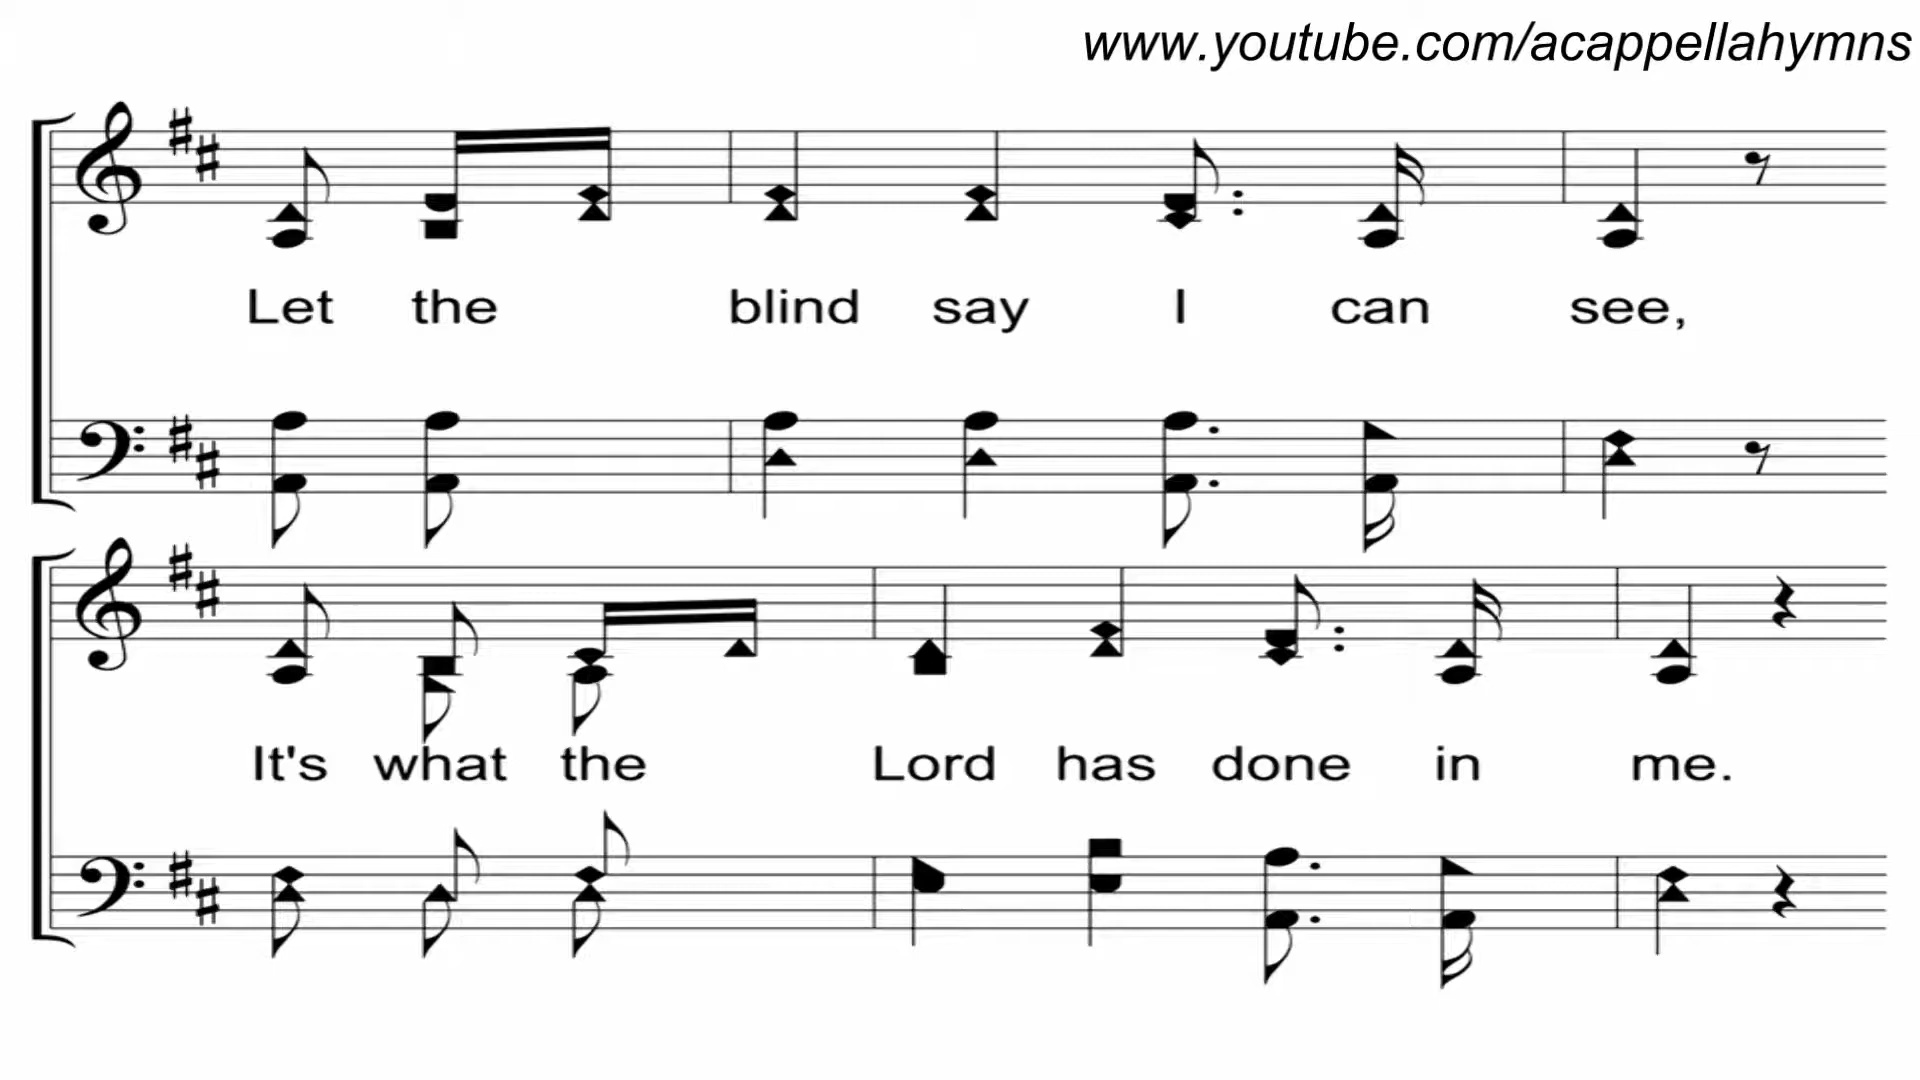 www.youtube.com/acappellahymns
Let the blind say I can see,
It's what the Lord has done in me.